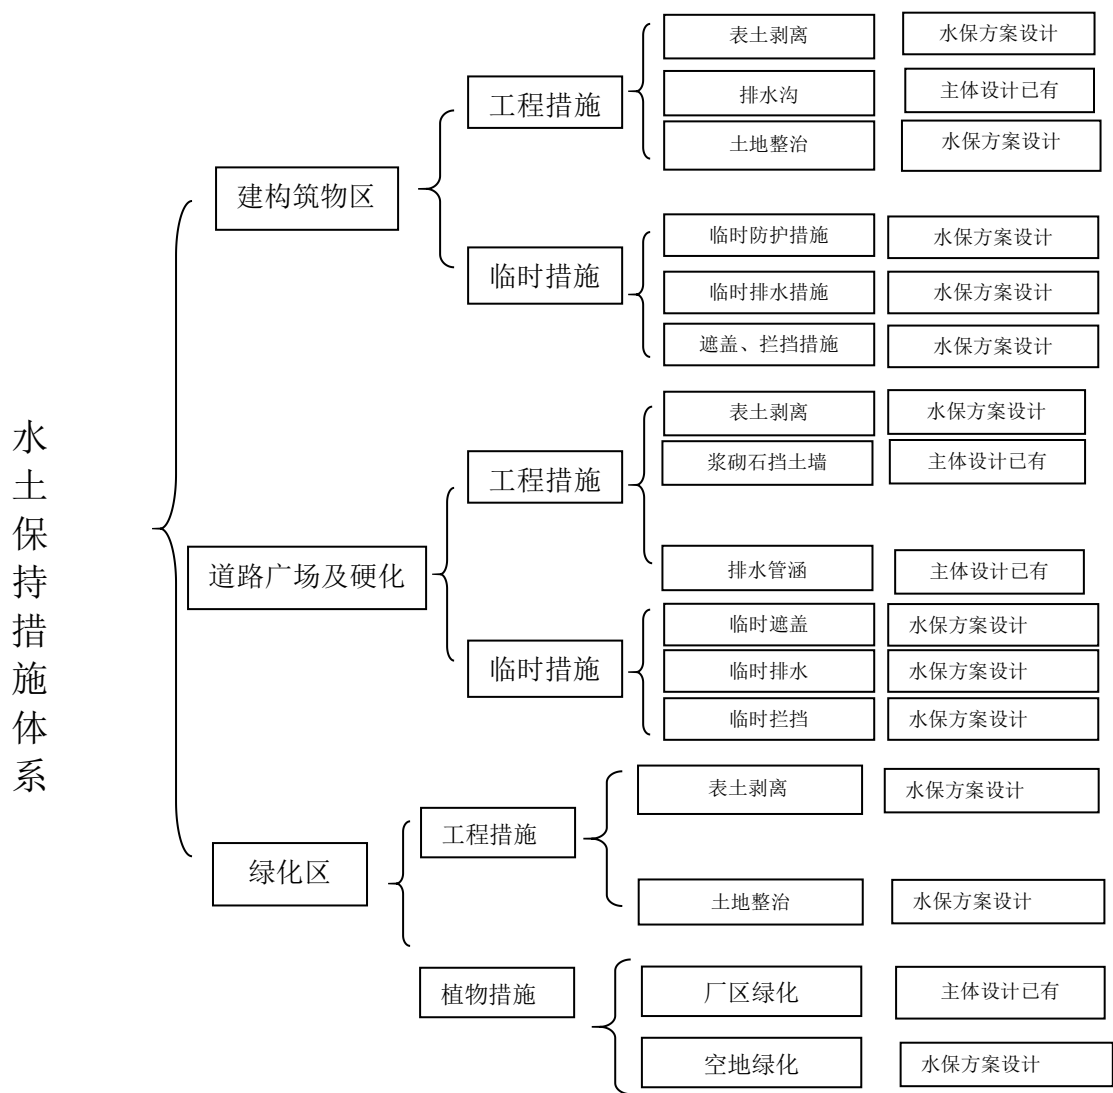 水土保持措施体系
建构筑物区
工程措施
表土剥离 水保方案设计
排水沟 主体设计已有
土地整治 水保方案设计
临时措施
临时防护措施 水保方案设计
临时排水措施 水保方案设计
遮盖、拦挡措施 水保方案设计
道路广场及硬化
工程措施
表土剥离 水保方案设计
浆砌石挡土墙 主体设计已有
排水管涵 主体设计已有
临时措施
临时遮盖 水保方案设计
临时排水 水保方案设计
临时拦挡 水保方案设计
绿化区
工程措施
表土剥离 水保方案设计
土地整治 水保方案设计
植物措施
厂区绿化 主体设计已有
空地绿化 水保方案设计